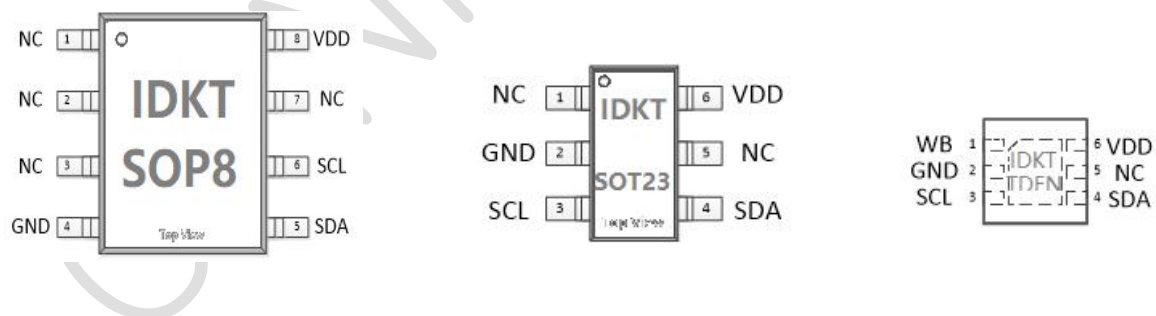 NC 1 8 VDD
NC 2 IDKT 7 NC
NC 3 SOP8 6 SCL
GND 4 Top View 5 SDA
NC 1 IDKT 6 VDD
GND 2 5 NC
SOT23
SCL 3 4 SDA
Top View
WB 1 6 VDD
GND 2 IDKT 5 NC
SCL 3 TDFN 4 SDA